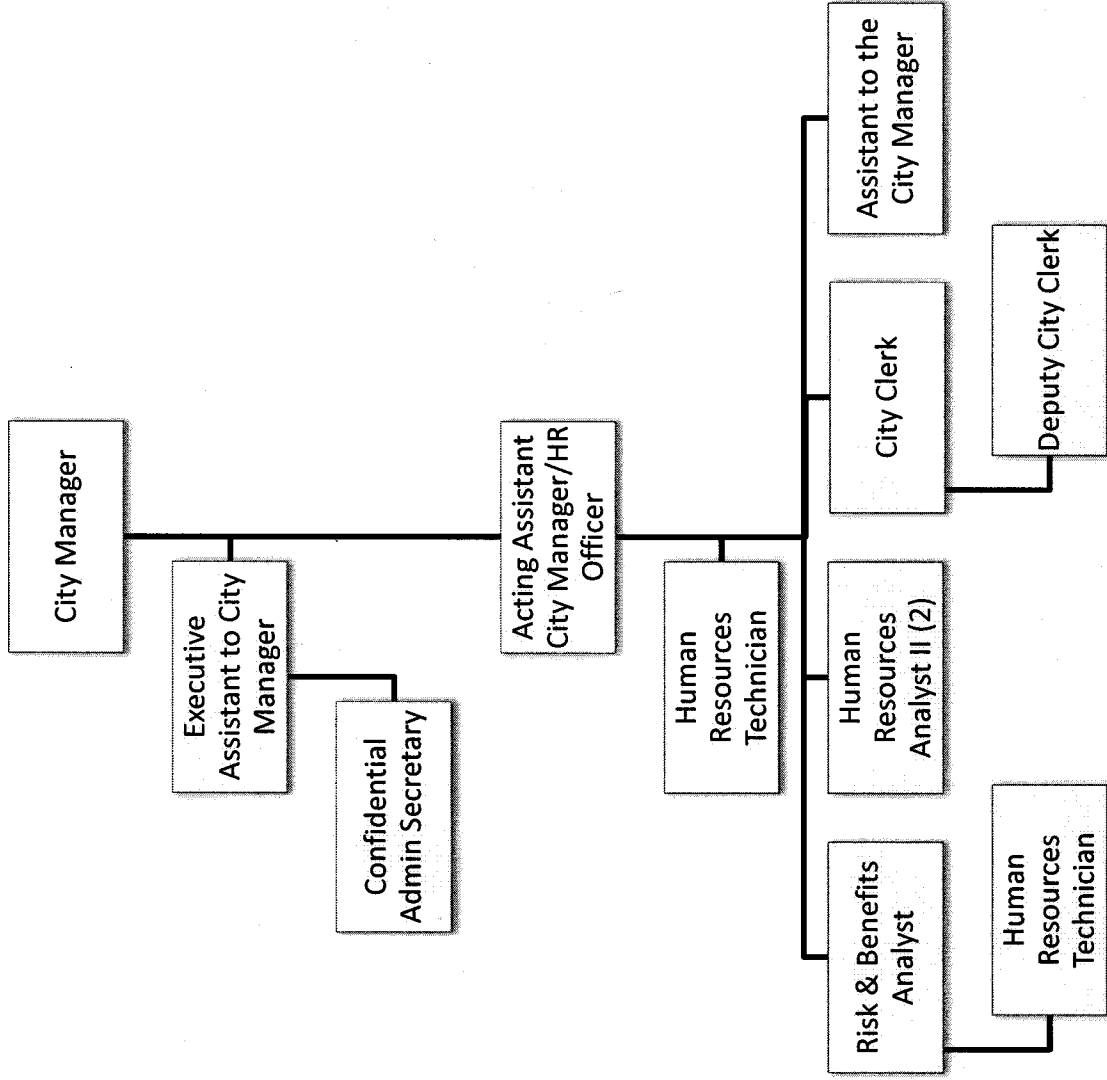 City Manager
Executive
Assistant to City
Manager
Confidential
Admin Secretary
Acting Assistant
City Manager/HR
Officer
Human
Resources
Technician
Risk & Benefits
Analyst
Human
Resources
Analyst II (2)
City Clerk
Assistant to the
City Manager
Human
Resources
Technician
Deputy City Clerk